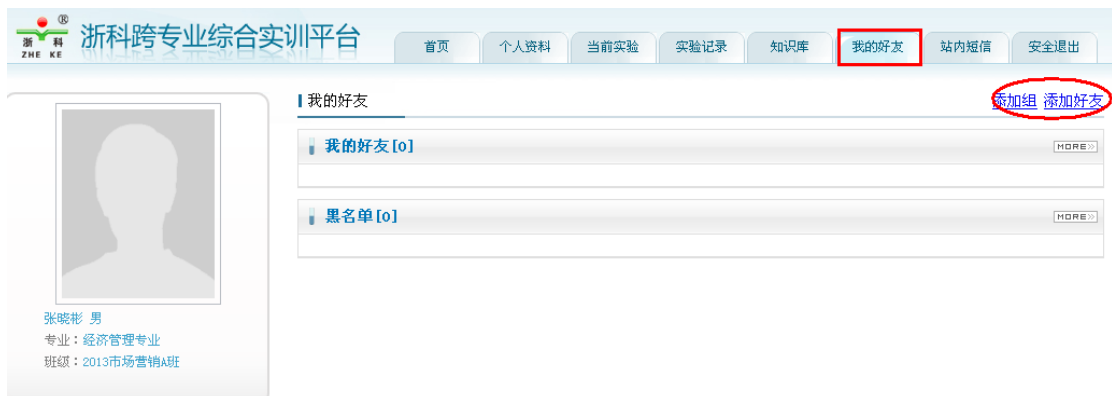 ®
浙 科
ZHE KE
浙科跨专业综合实训平台
首页 个人资料 当前实验 实验记录 知识库 我的好友 站内短信 安全退出
我的好友
添加组 添加好友
我的好友[0]
MORE
黑名单[0]
MORE
张晓彬 男
专业：经济管理专业
班级：2013市场营销A班